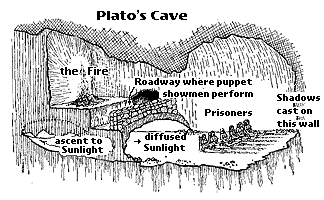 Plato's Cave
the Fire
Roadway where puppet
showmen perform
Prisoners
Shadows
cast on
this wall
ascent to
Sunlight
→ diffused
Sunlight